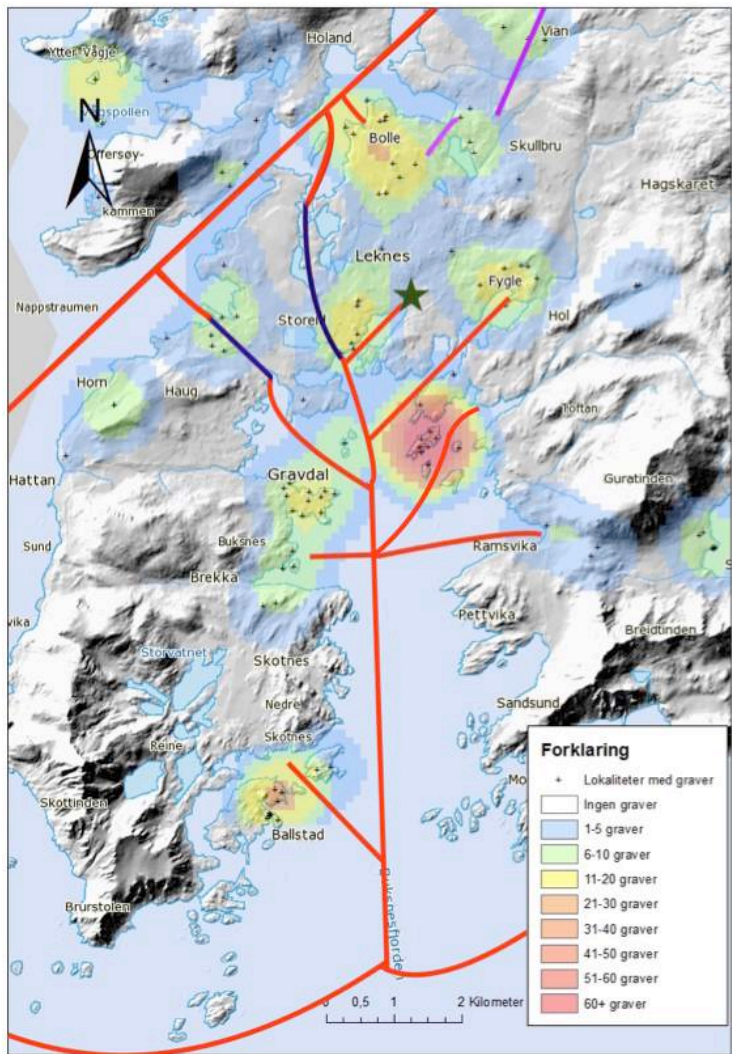 Holand
Vian
Ytter-Vågje
N
Offersøy-
kammen
Bolle
Skullbru
Hagskaret
Leknes
Fygle
Nappstraumen
Storeid
Hol
Horn
Haug
Toftan
Hattan
Guratinden
Gravdal
Sund
Buksnes
Ramsvika
Brekka
Pettvika
vika
Breidtinden
Storvatnet
Skotnes
Nedre
Skotnes
Sandsund
Reine
Skottinden
Ballstad
Brurstolen
Buksnesfjorden
Forklaring
+ Lokaliteter med graver
Ingen graver
1-5 graver
6-10 graver
11-20 graver
21-30 graver
31-40 graver
41-50 graver
51-60 graver
60+ graver
0 0,5 1 2 Kilometer